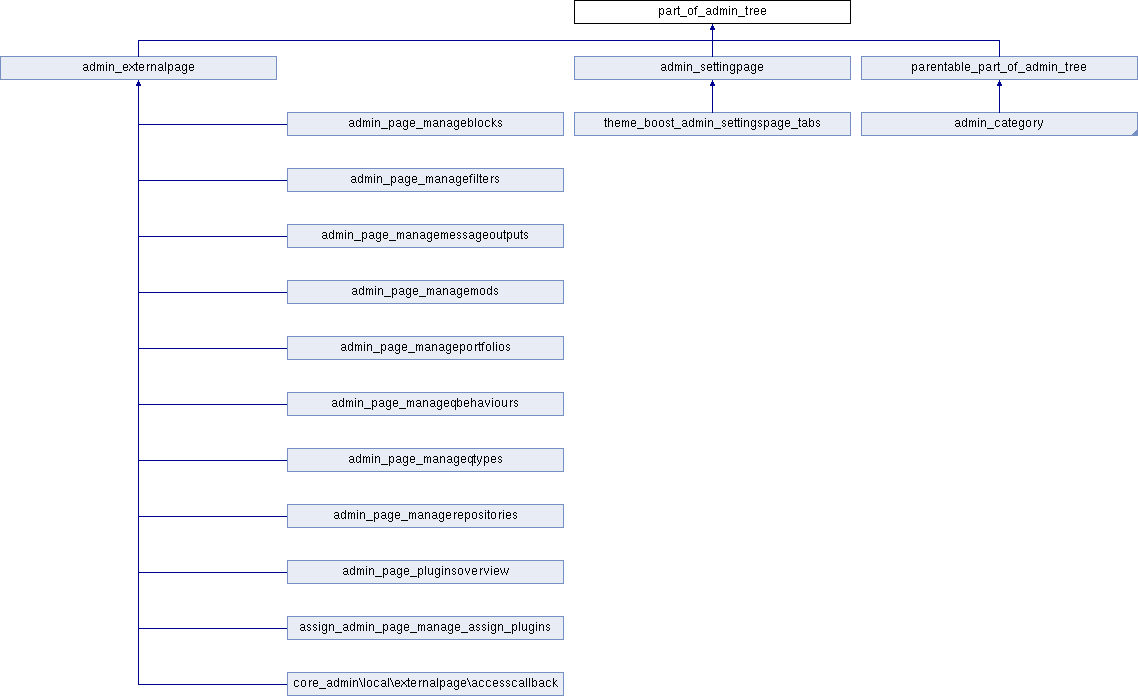 part_of_admin_tree
admin_externalpage
admin_settingpage
parentable_part_of_admin_tree
admin_page_manageblocks
theme_boost_admin_settingspage_tabs
admin_category
admin_page_managefilters
admin_page_managemessageoutputs
admin_page_managemods
admin_page_manageportfolios
admin_page_manageqbehaviours
admin_page_manageqtypes
admin_page_managerepositories
admin_page_pluginsoverview
assign_admin_page_manage_assign_plugins
core_admin\local\externalpage\accesscallback